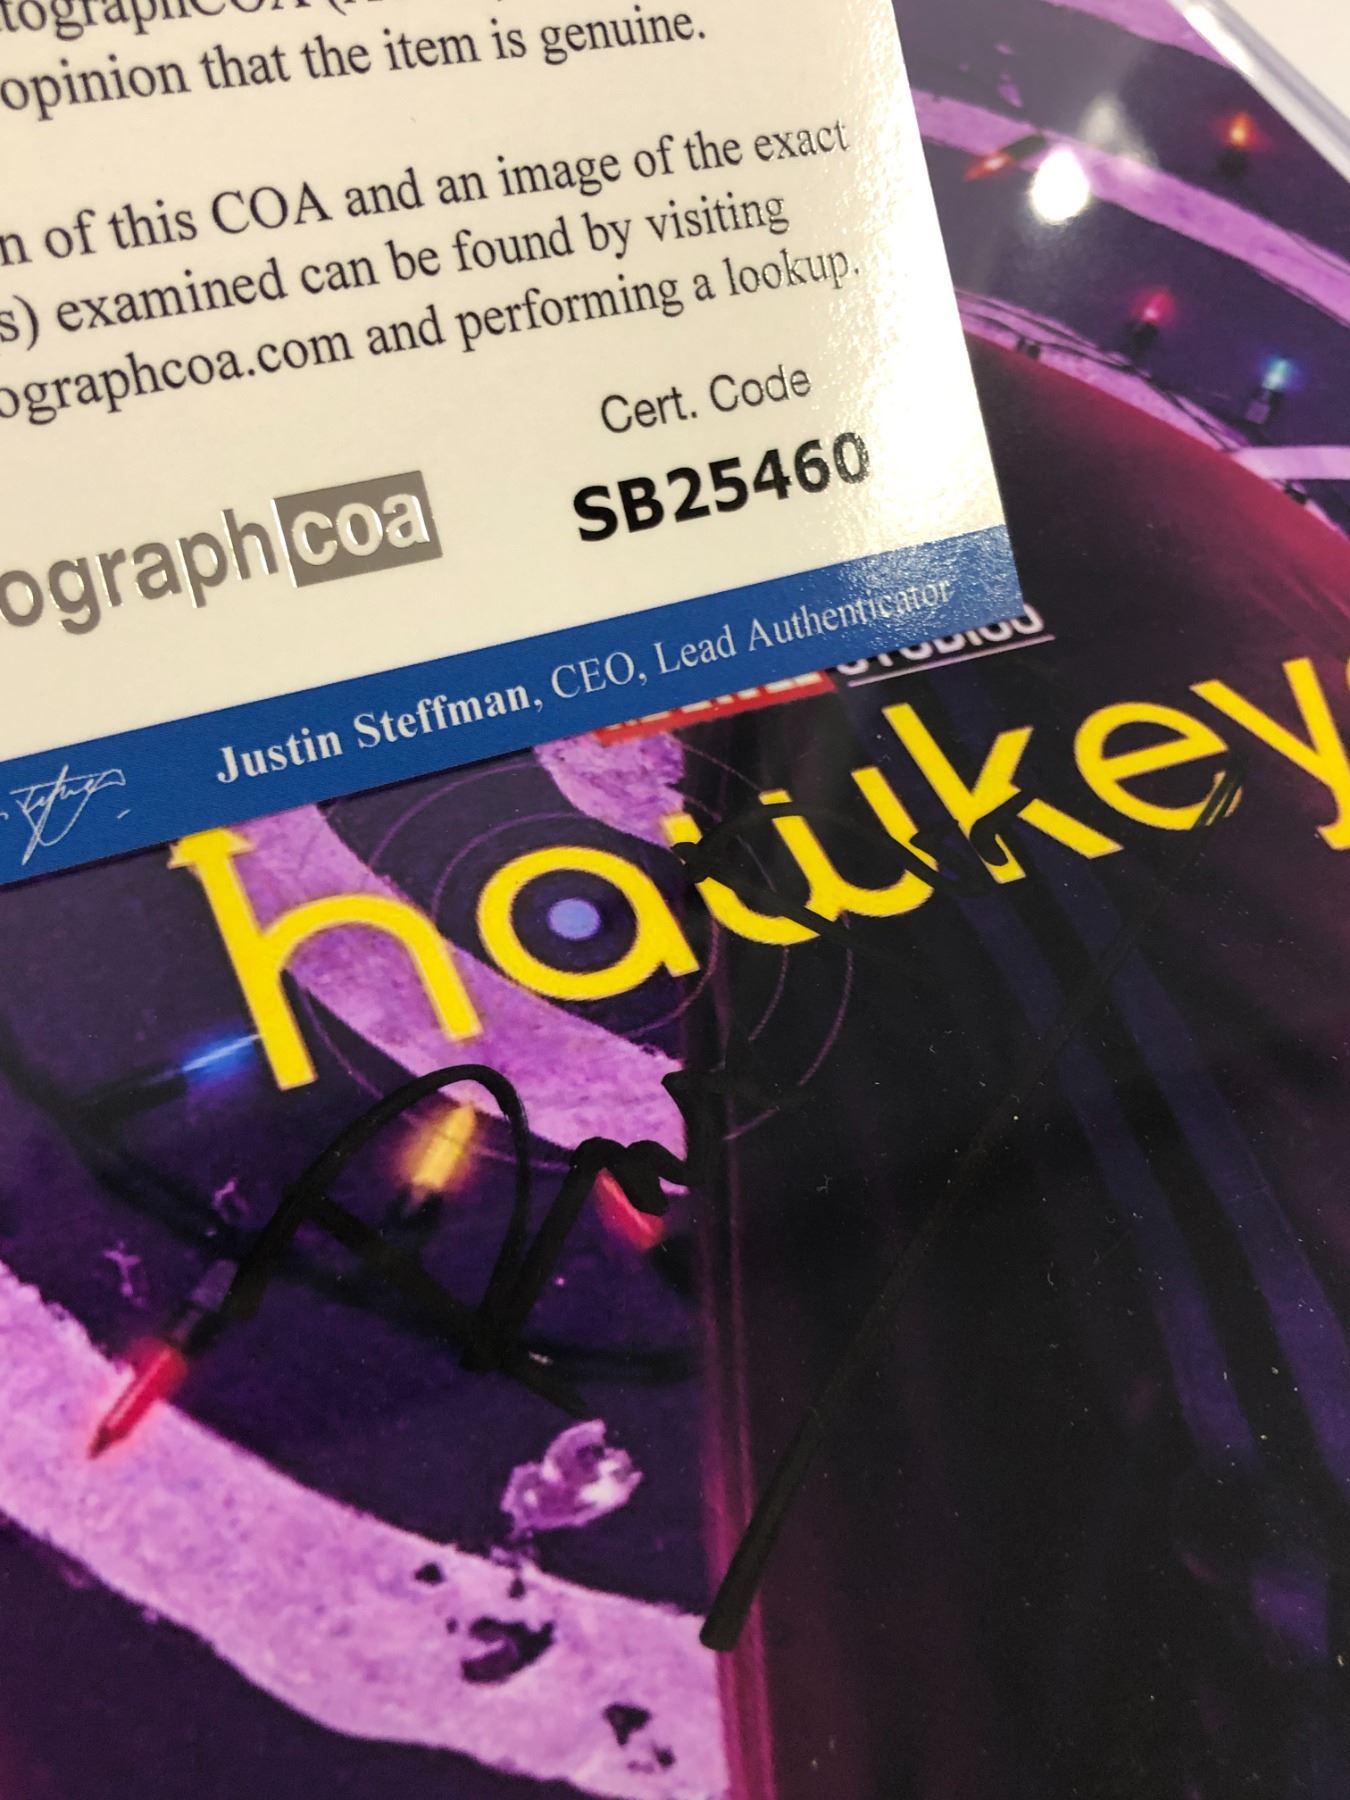 opinion that the item is genuine.
n of this COA and an image of the exact
s) examined can be found by visiting
ographcoa.com and performing a lookup.
Cert. Code
SB25460
ographcoa
Justin Steffman, CEO, Lead Authenticator
STUDIOS
hawkeye